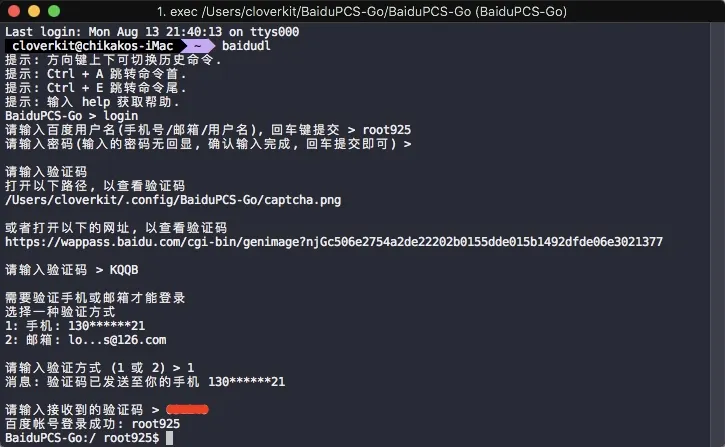 1. exec /Users/cloverkit/BaiduPCS-Go/BaiduPCS-Go (BaiduPCS-Go)
Last login: Mon Aug 13 21:40:13 on ttys000
cloverkit@chikakos-iMac ~ baidudl
提示: 方向键上下可切换历史命令.
提示: Ctrl + A 跳转命令首.
提示: Ctrl + E 跳转命令尾.
提示: 输入 help 获取帮助.
BaiduPCS-Go > login
请输入百度用户名(手机号/邮箱/用户名), 回车键提交 > root925
请输入密码(输入的密码无回显, 确认输入完成, 回车提交即可) >
请输入验证码
打开以下路径, 以查看验证码
/Users/cloverkit/.config/BaiduPCS-Go/captcha.png
或者打开以下的网址, 以查看验证码
https://wappass.baidu.com/cgi-bin/genimage?njGc506e2754a2de22202b0155dde015b1492dfde06e3021377
请输入验证码 > KQQB
需要验证手机或邮箱才能登录
选择一种验证方式
1: 手机: 130******21
2: 邮箱: lo...s@126.com
请输入验证方式 (1 或 2) > 1
消息: 验证码已发送至你的手机 130******21
请输入接收到的验证码 >
百度帐号登录成功: root925
BaiduPCS-Go:/ root925$